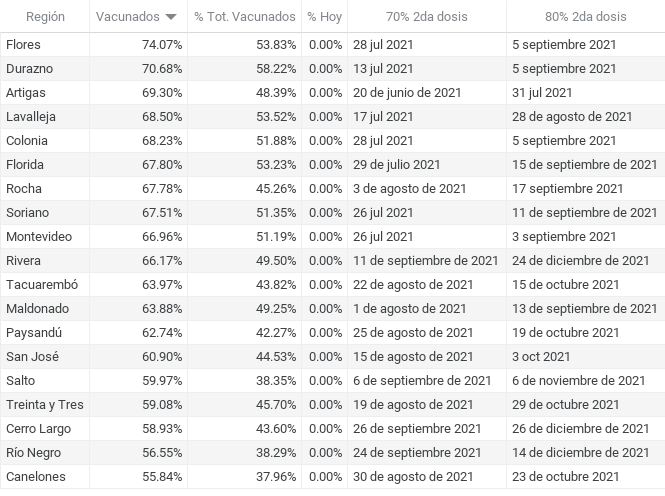 Región Vacunados % Tot. Vacunados % Hoy 70% 2da dosis 80% 2da dosis
Flores 74.07% 53.83% 0.00% 28 jul 2021 5 septiembre 2021
Durazno 70.68% 58.22% 0.00% 13 jul 2021 5 septiembre 2021
Artigas 69.30% 48.39% 0.00% 20 de junio de 2021 31 jul 2021
Lavalleja 68.50% 53.52% 0.00% 17 jul 2021 28 de agosto de 2021
Colonia 68.23% 51.88% 0.00% 28 jul 2021 5 septiembre 2021
Florida 67.80% 53.23% 0.00% 29 de julio 2021 15 de septiembre de 2021
Rocha 67.78% 45.26% 0.00% 3 de agosto de 2021 17 septiembre 2021
Soriano 67.51% 51.35% 0.00% 26 jul 2021 11 de septiembre de 2021
Montevideo 66.96% 51.19% 0.00% 26 jul 2021 3 septiembre 2021
Rivera 66.17% 49.50% 0.00% 11 de septiembre de 2021 24 de diciembre de 2021
Tacuarembó 63.97% 43.82% 0.00% 22 de agosto de 2021 15 de octubre de 2021
Maldonado 63.88% 49.25% 0.00% 1 de agosto de 2021 13 de septiembre de 2021
Paysandú 62.74% 42.27% 0.00% 25 de agosto de 2021 19 de octubre de 2021
San José 60.90% 44.53% 0.00% 15 de agosto de 2021 3 oct 2021
Salto 59.97% 38.35% 0.00% 6 de septiembre de 2021 6 de noviembre de 2021
Treinta y Tres 59.08% 45.70% 0.00% 19 de agosto de 2021 29 de octubre de 2021
Cerro Largo 58.93% 43.60% 0.00% 26 de septiembre de 2021 26 de diciembre de 2021
Río Negro 56.55% 38.29% 0.00% 24 de septiembre de 2021 14 de diciembre de 2021
Canelones 55.84% 37.96% 0.00% 30 de agosto de 2021 23 de octubre de 2021